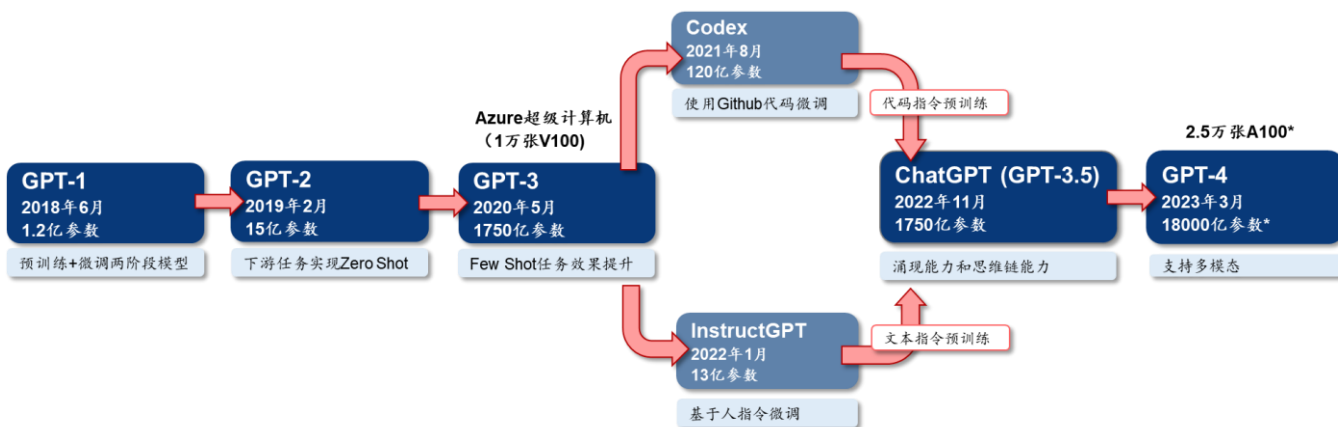 GPT-1
2018年6月
1.2亿参数
预训练+微调两阶段模型
GPT-2
2019年2月
15亿参数
下游任务实现Zero Shot
Azure超级计算机
（1万张V100)
GPT-3
2020年5月
1750亿参数
Few Shot任务效果提升
Codex
2021年8月
120亿参数
使用Github代码微调
代码指令预训练
InstructGPT
2022年1月
13亿参数
基于人指令微调
文本指令预训练
ChatGPT (GPT-3.5)
2022年11月
1750亿参数
涌现能力和思维链能力
2.5万张A100*
GPT-4
2023年3月
18000亿参数*
支持多模态